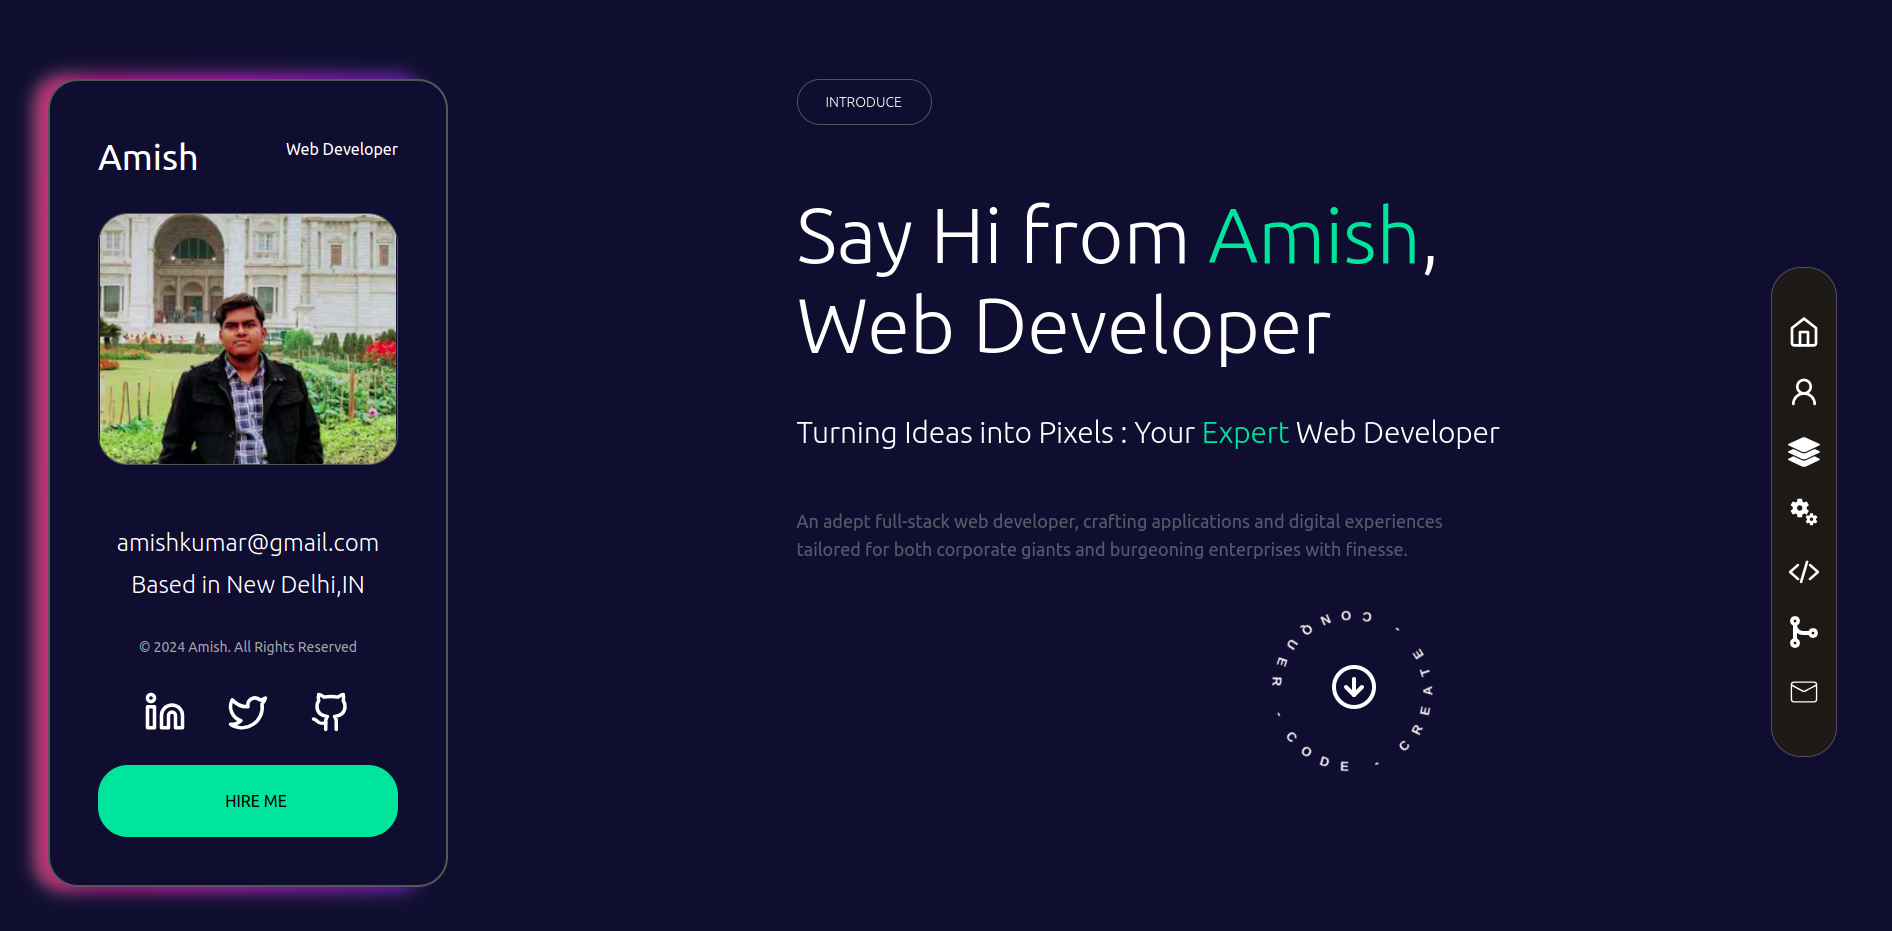 Amish
Web Developer
amishkumar@gmail.com
Based in New Delhi,IN
© 2024 Amish. All Rights Reserved
HIRE ME
INTRODUCE
Say Hi from Amish,
Web Developer
Turning Ideas into Pixels : Your Expert Web Developer
An adept full-stack web developer, crafting applications and digital experiences
tailored for both corporate giants and burgeoning enterprises with finesse.
CODE - CREATE - CONQUER -